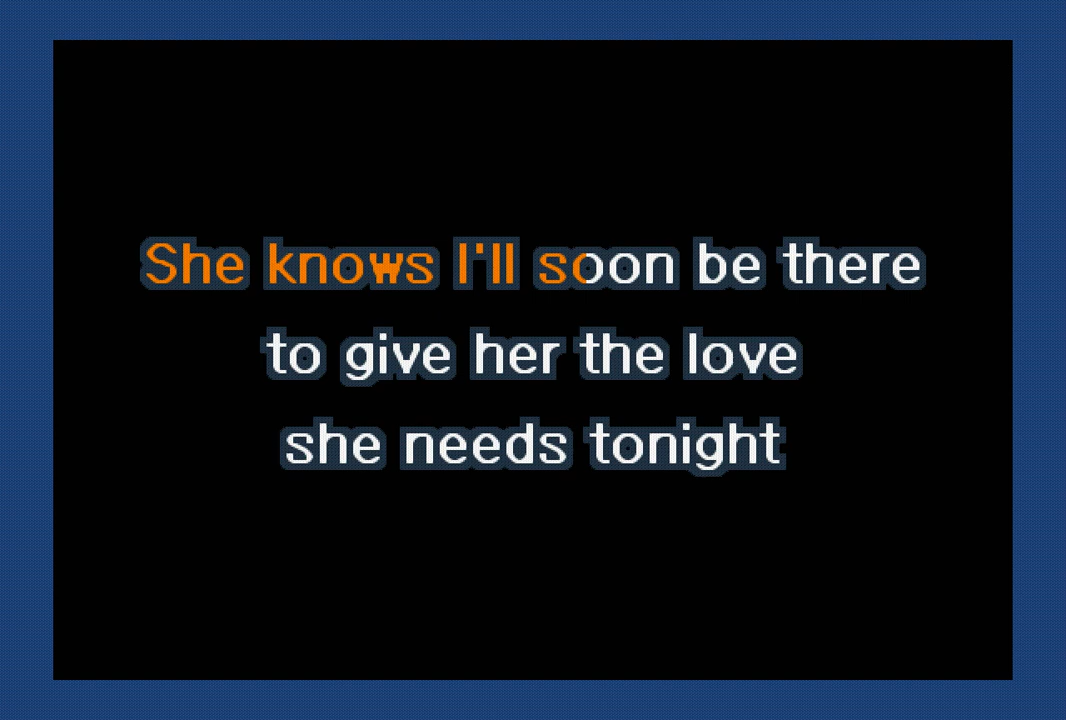 She knows I'll soon be there
to give her the love
she needs tonight